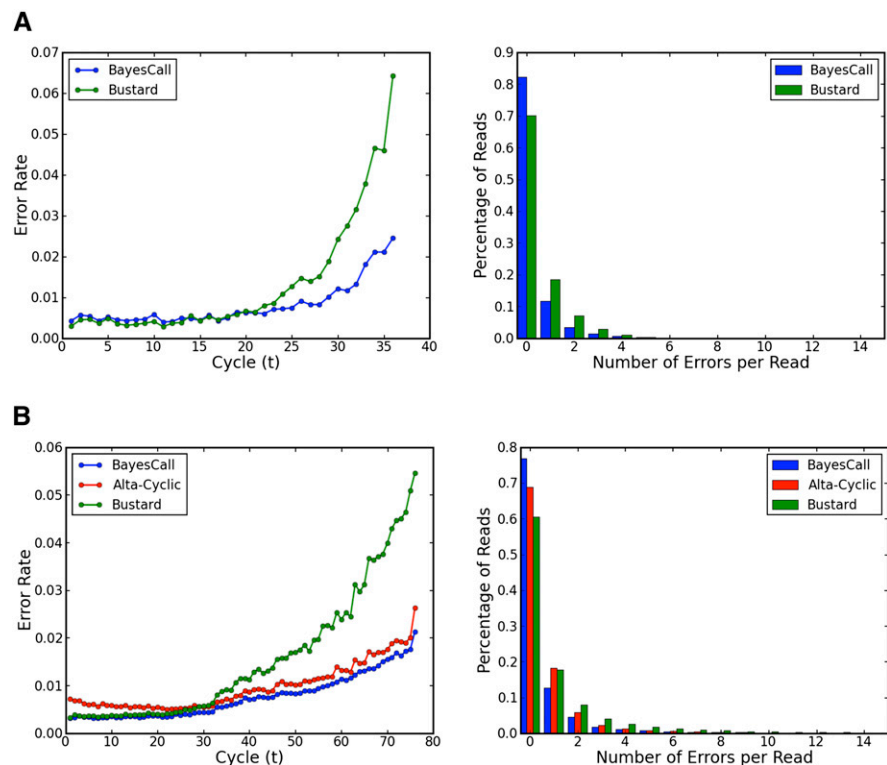 A
0.07
0.06
0.05
0.04
0.03
0.02
0.01
0.00
Error Rate
BayesCall
Bustard
0 5 10 15 20 25 30 35 40
Cycle (t)
0.9
0.8
0.7
0.6
0.5
0.4
0.3
0.2
0.1
0.0
Percentage of Reads
BayesCall
Bustard
0 2 4 6 8 10 12 14
Number of Errors per Read
B
0.06
0.05
0.04
0.03
0.02
0.01
0.00
Error Rate
BayesCall
Alta-Cyclic
Bustard
0 10 20 30 40 50 60 70 80
Cycle (t)
0.8
0.7
0.6
0.5
0.4
0.3
0.2
0.1
0.0
Percentage of Reads
BayesCall
Alta-Cyclic
Bustard
0 2 4 6 8 10 12 14
Number of Errors per Read